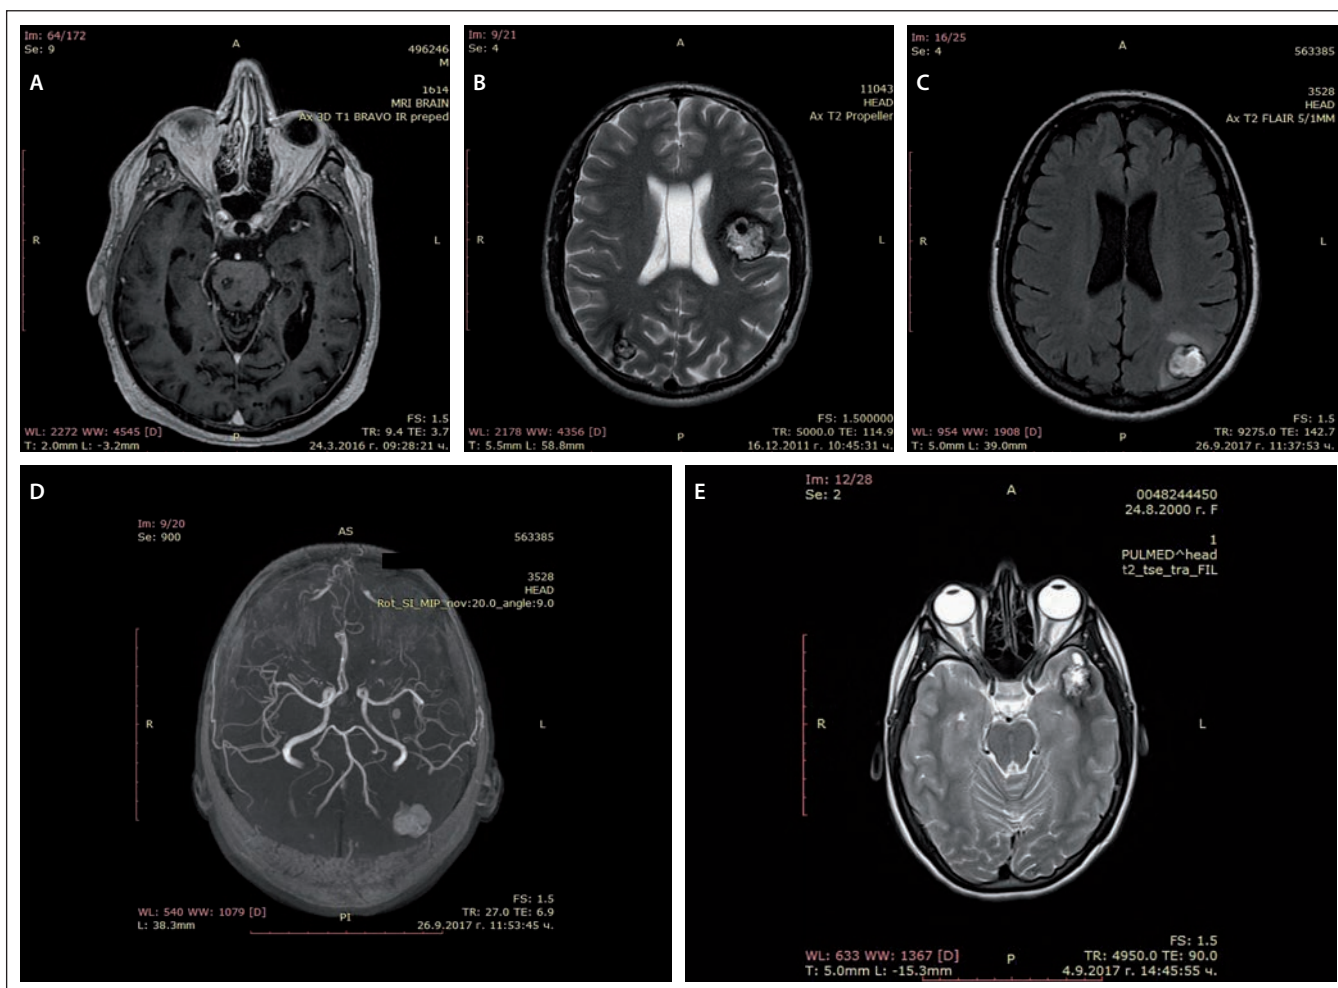 Im: 64/172
Se: 9
A
496246
M
A
1614
MRI BRAIN
Ax 3D T1 BRAVO IR preped
R
L
FS: 1.5
WL: 2272 WW: 4545 [D]
P
TR: 9.4 TE: 3.7
T: 2.0mm L: -3.2mm
24.3.2016 г. 09:28:21 ч.
Im: 9/21
Se: 4
A
B
11043
HEAD
Ax T2 Propeller
R
L
FS: 1.500000
WL: 2178 WW: 4356 [D]
TR: 5000.0 TE: 114.9
T: 5.5mm L: 58.8mm
P
16.12.2011 г. 10:45:31 ч.
Im: 16/25
Se: 4
A
563385
C
3528
HEAD
Ax T2 FLAIR 5/1MM
R
L
FS: 1.5
WL: 954 WW: 1908 [D]
TR: 9275.0 TE: 142.7
T: 5.0mm L: 39.0mm
P
26.9.2017 г. 11:37:53 ч.
D
Im: 9/20
Se: 900
AS
563385
3528
HEAD
Rot_SI_MIP_nov:20.0_angle:9.0
R
L
FS: 1.5
WL: 540 WW: 1079 [D]
TR: 27.0 TE: 6.9
L: 38.3mm
PI
26.9.2017 г. 11:53:45 ч.
E
Im: 12/28
Se: 2
A
0048244450
24.8.2000 г. F
1
PULMED^head
t2_tse_tra_FIL
R
L
FS: 1.5
WL: 633 WW: 1367 [D]
P
TR: 4950.0 TE: 90.0
T: 5.0mm L: -15.3mm
4.9.2017 г. 14:45:55 ч.